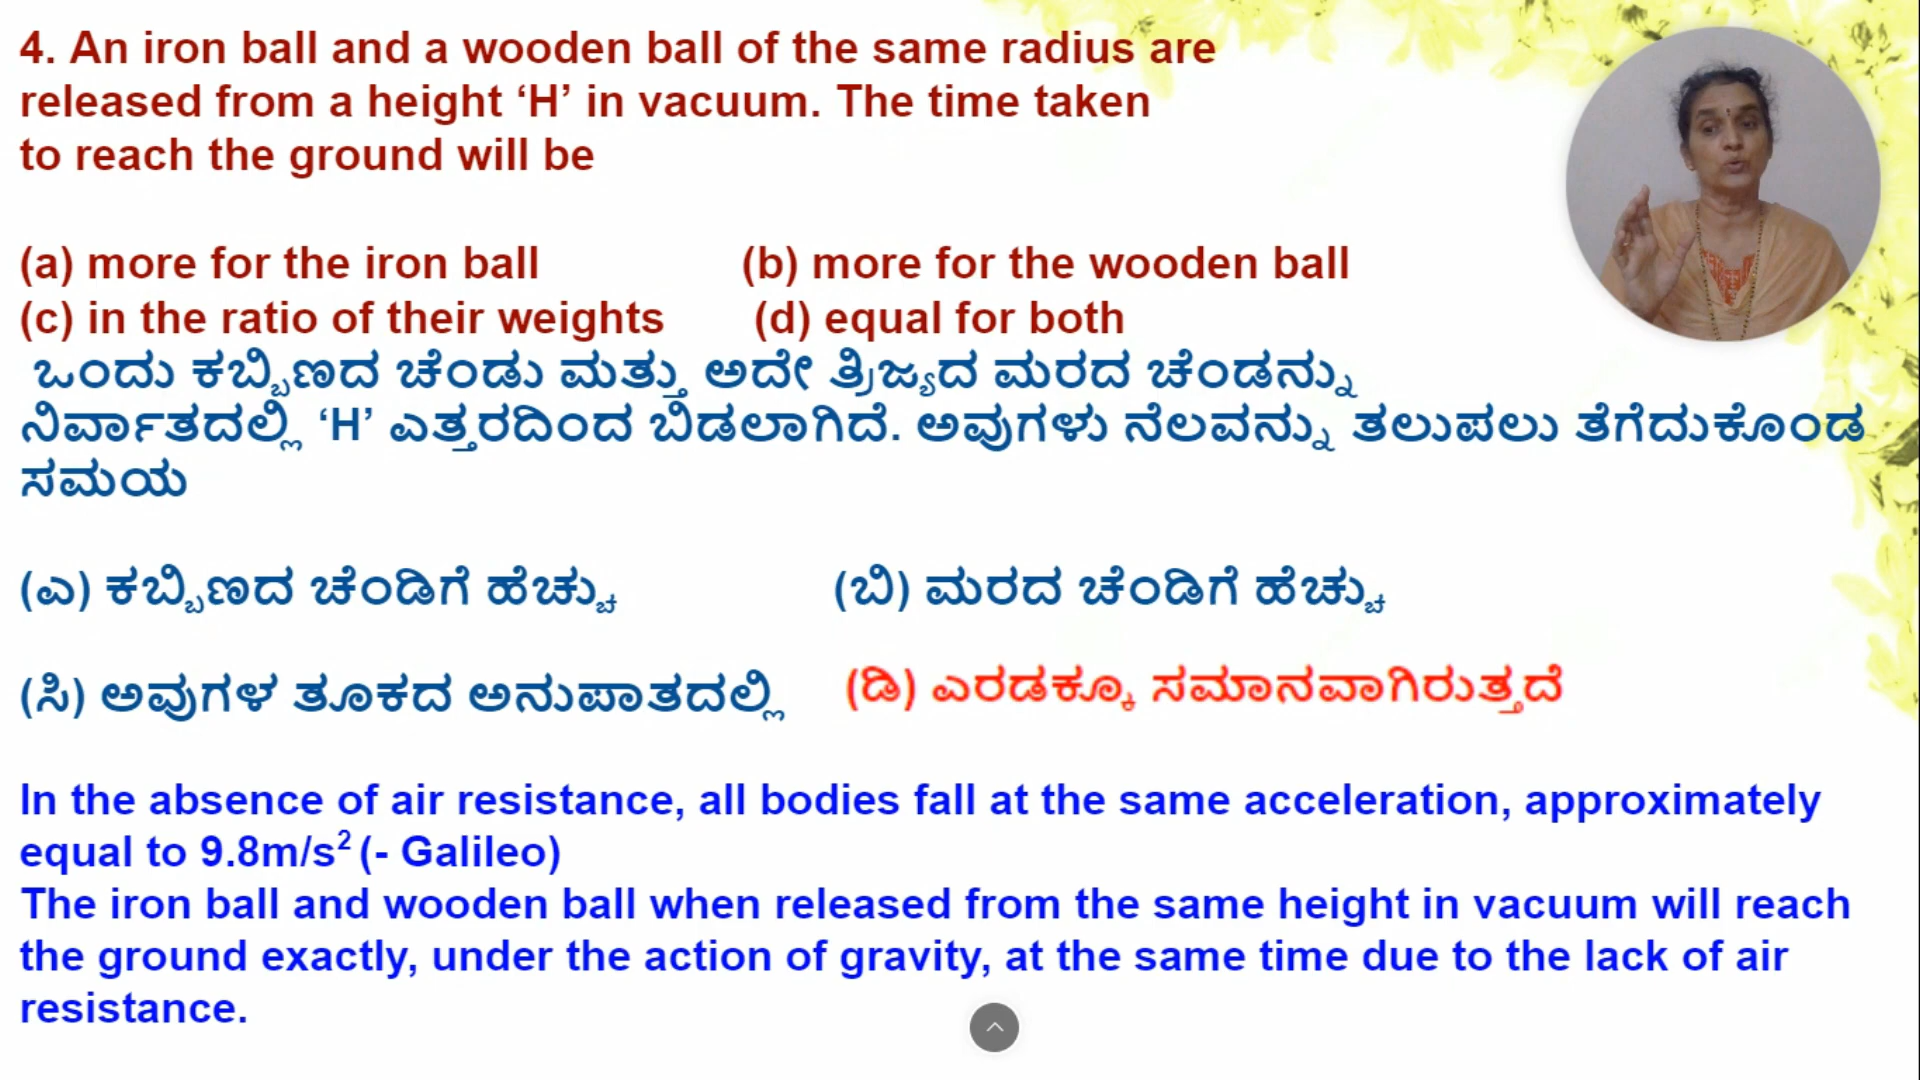 4. An iron ball and a wooden ball of the same radius are
released from a height ‘H’ in vacuum. The time taken
to reach the ground will be
(a) more for the iron ball (b) more for the wooden ball
(c) in the ratio of their weights (d) equal for both
ಒಂದು ಕಬ್ಬಿಣದ ಚೆಂಡು ಮತ್ತು ಅದೇ ತ್ರಿಜ್ಯದ ಮರದ ಚೆಂಡನ್ನು
ನಿರ್ವಾತದಲ್ಲಿ ‘H’ ಎತ್ತರದಿಂದ ಬಿಡಲಾಗಿದೆ. ಅವುಗಳು ನೆಲವನ್ನು ತಲುಪಲು ತೆಗೆದುಕೊಂಡ
ಸಮಯ
(ಎ) ಕಬ್ಬಿಣದ ಚೆಂಡಿಗೆ ಹೆಚ್ಚು (ಬಿ) ಮರದ ಚೆಂಡಿಗೆ ಹೆಚ್ಚು
(ಸಿ) ಅವುಗಳ ತೂಕದ ಅನುಪಾತದಲ್ಲಿ (ಡಿ) ಎರಡಕ್ಕೂ ಸಮಾನವಾಗಿರುತ್ತದೆ
In the absence of air resistance, all bodies fall at the same acceleration, approximately
equal to 9.8m/s² (- Galileo)
The iron ball and wooden ball when released from the same height in vacuum will reach
the ground exactly, under the action of gravity, at the same time due to the lack of air
resistance.